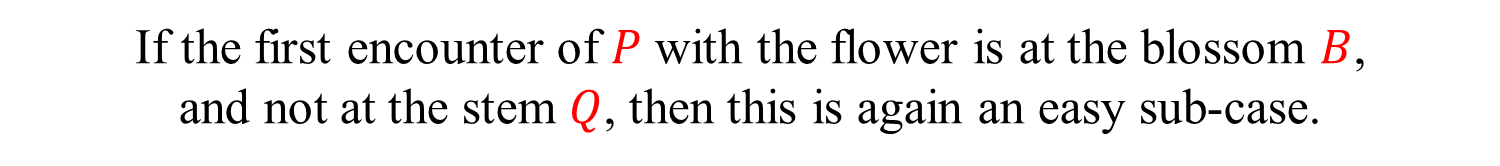 If the first encounter of P with the flower is at the blossom B,
and not at the stem Q, then this is again an easy sub-case.